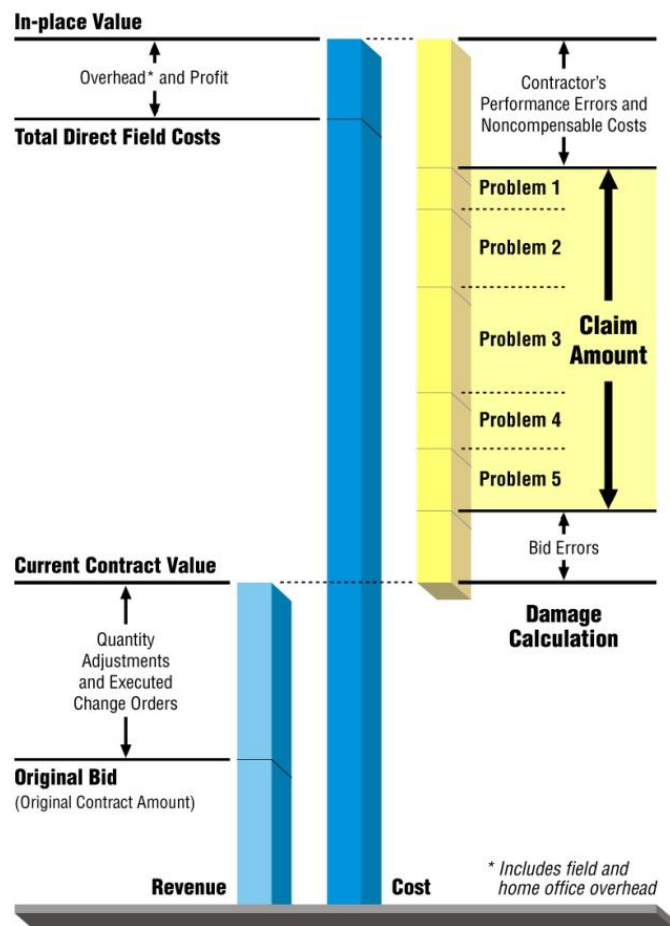 In-place Value
Overhead* and Profit
Total Direct Field Costs
Contractor's
Performance Errors and
Noncompensable Costs
Problem 1
Problem 2
Problem 3
Problem 4
Problem 5
Claim
Amount
Bid Errors
Damage
Calculation
Current Contract Value
Quantity
Adjustments
and Executed
Change Orders
Original Bid
(Original Contract Amount)
Revenue
Cost
* Includes field and
home office overhead